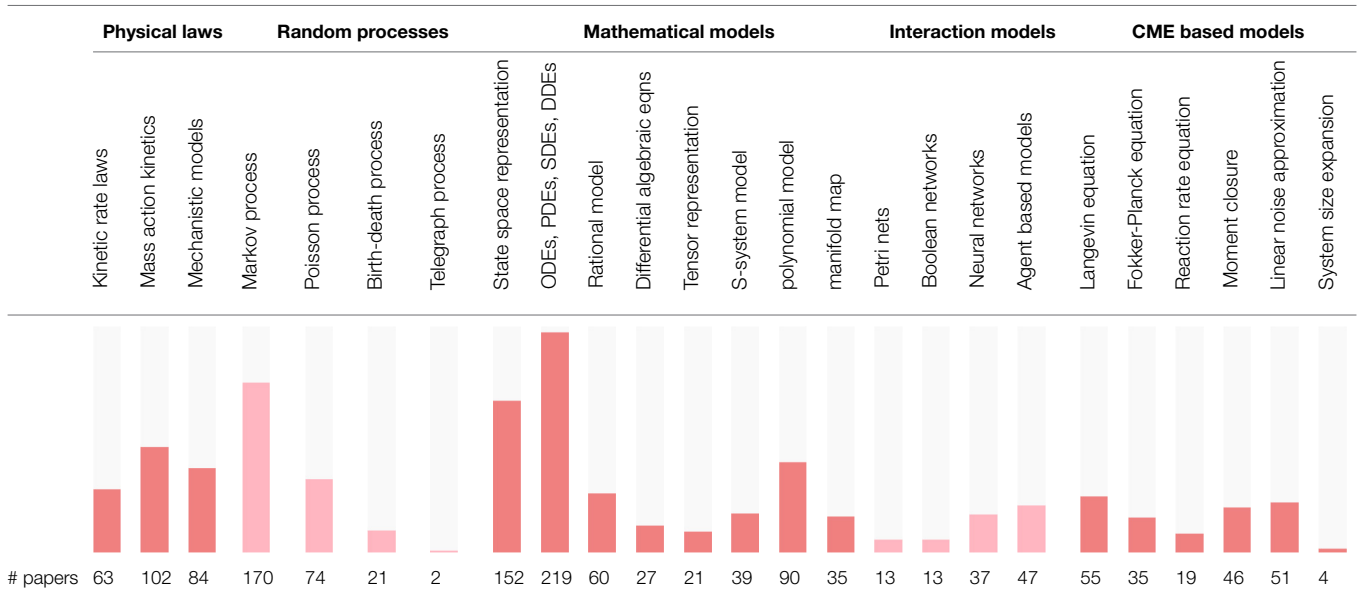 Physical laws Random processes Mathematical models Interaction models CME based models
Kinetic rate laws
Mass action kinetics
Mechanistic models
Markov process
Poisson process
Birth-death process
Telegraph process
State space representation
ODEs, PDEs, SDEs, DDEs
Rational model
Differential algebraic eqns
Tensor representation
S-system model
polynomial model
manifold map
Petri nets
Boolean networks
Neural networks
Agent based models
Langevin equation
Fokker-Planck equation
Reaction rate equation
Moment closure
Linear noise approximation
System size expansion
# papers 63 102 84 170 74 21 2 152 219 60 27 21 39 90 35 13 13 37 47 55 35 19 46 51 4